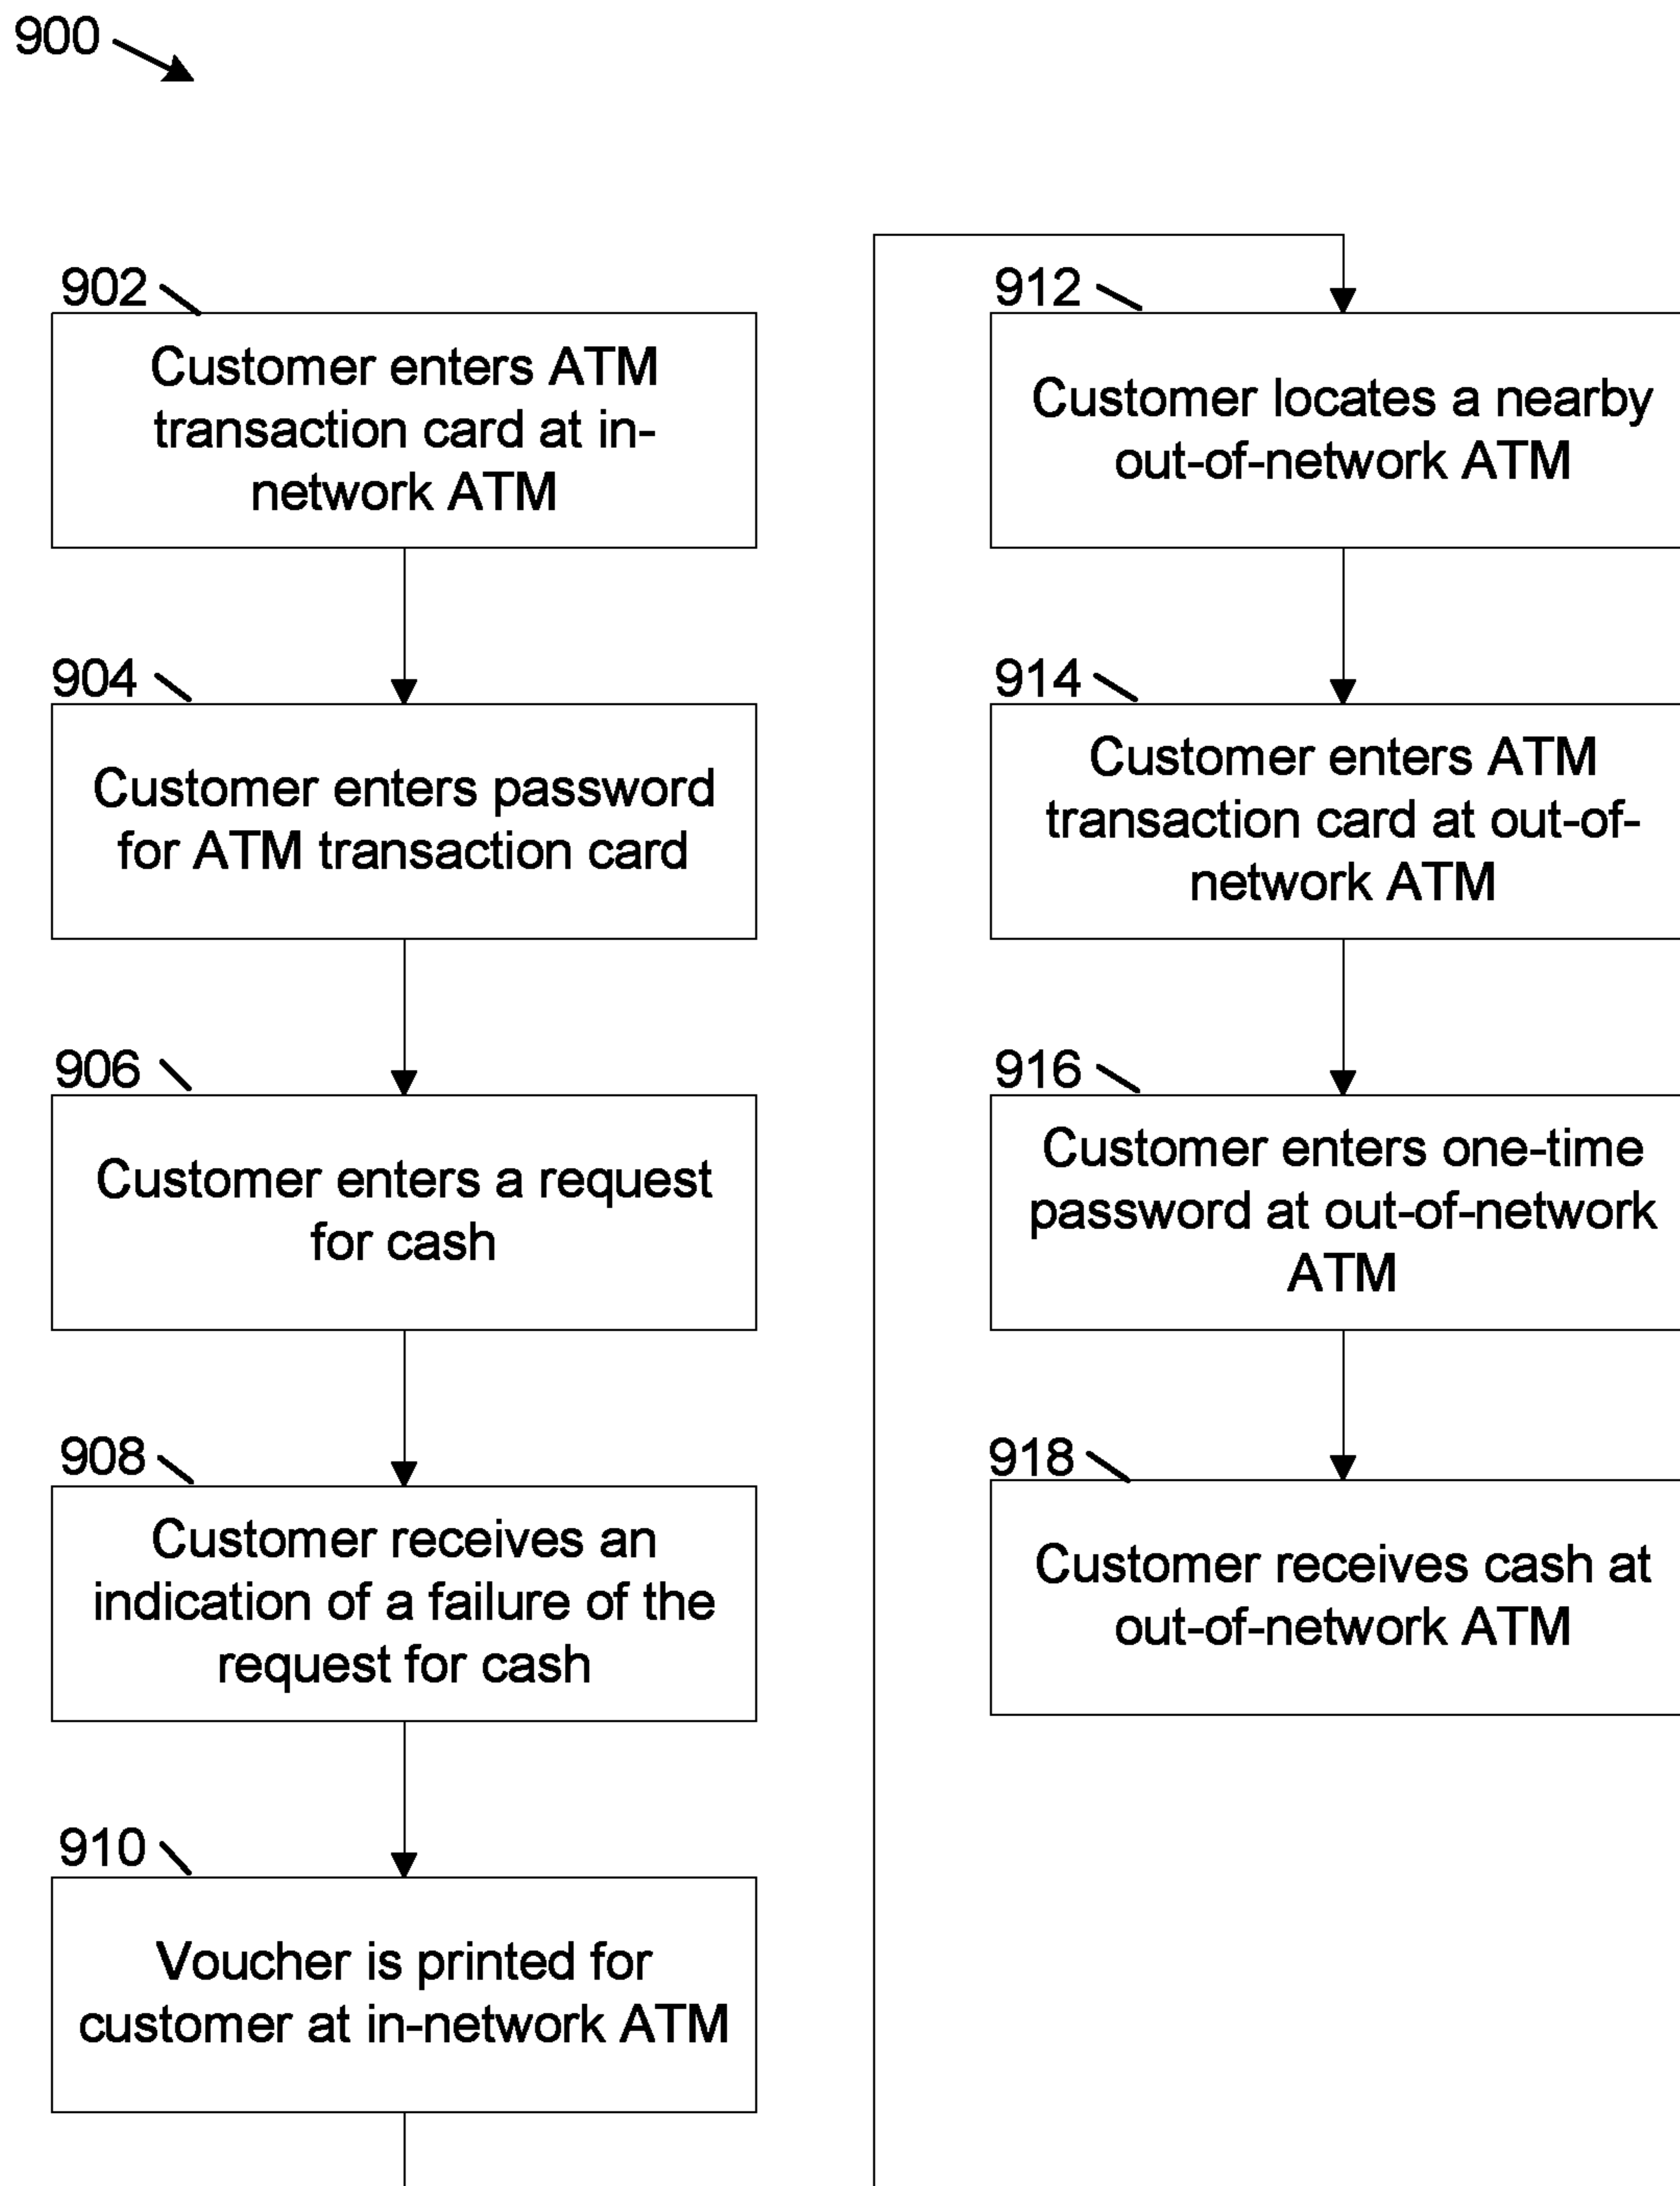 900
902
Customer enters ATM
transaction card at in-
network ATM
904
Customer enters password
for ATM transaction card
906
Customer enters a request
for cash
908
Customer receives an
indication of a failure of the
request for cash
910
Voucher is printed for
customer at in-network ATM
912
Customer locates a nearby
out-of-network ATM
914
Customer enters ATM
transaction card at out-of-
network ATM
916
Customer enters one-time
password at out-of-network
ATM
918
Customer receives cash at
out-of-network ATM